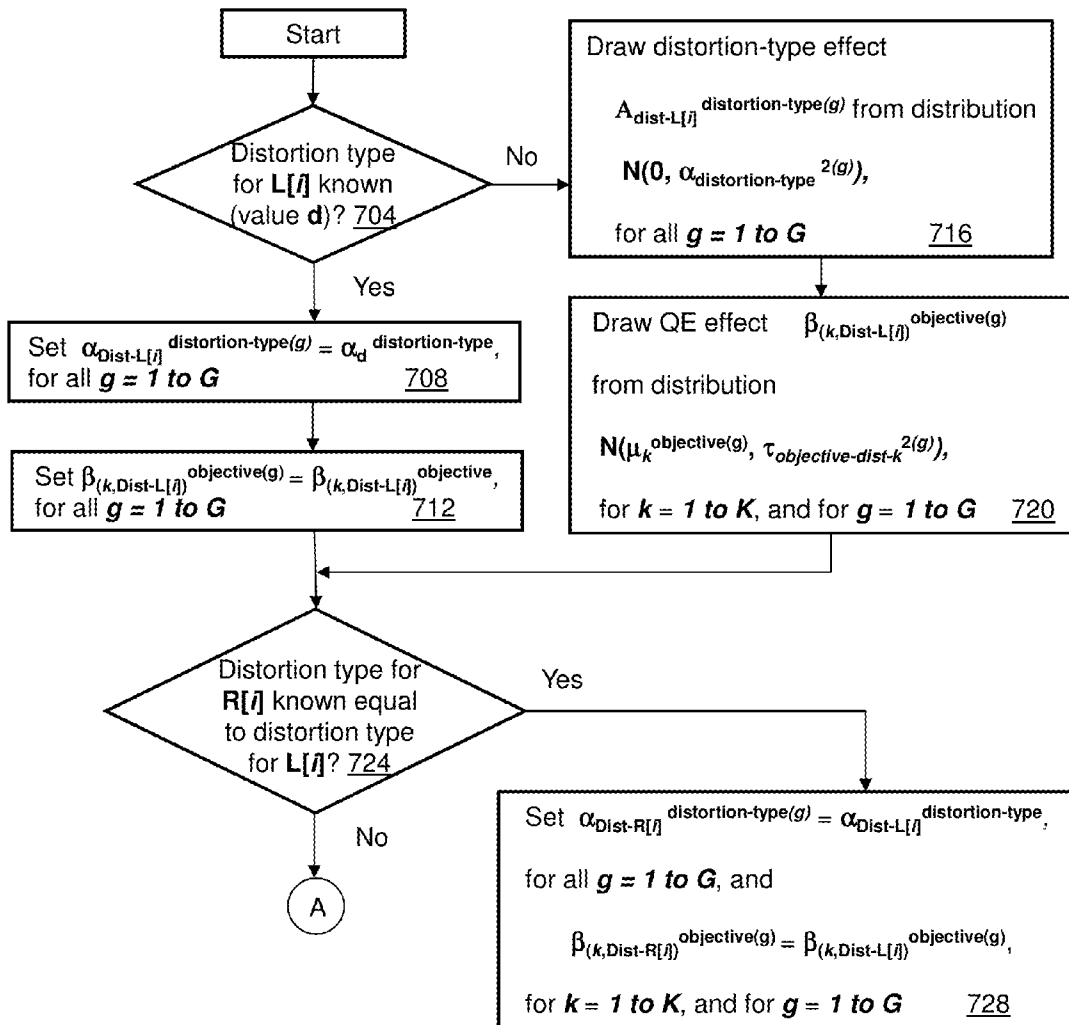 Start
Distortion type
for L[i] known
(value d)? 704
No
Yes
Draw distortion-type effect
A_dist-L[i]^distortion-type(g) from distribution
N(0, α_distortion-type^2(g)),
for all g = 1 to G 716
Set α_Dist-L[i]^distortion-type(g) = α_d^distortion-type,
for all g = 1 to G 708
Draw QE effect β_(k,Dist-L[i])^objective(g)
from distribution
N(μ_k^objective(g), τ_objective-dist-k^2(g)),
for k = 1 to K, and for g = 1 to G 720
Set β_(k,Dist-L[i])^objective(g) = β_(k,Dist-L[i])^objective,
for all g = 1 to G 712
Distortion type for
R[i] known equal
to distortion type
for L[i]? 724
Yes
No
A
Set α_Dist-R[i]^distortion-type(g) = α_Dist-L[i]^distortion-type,
for all g = 1 to G, and
β_(k,Dist-R[i])^objective(g) = β_(k,Dist-L[i])^objective(g),
for k = 1 to K, and for g = 1 to G 728